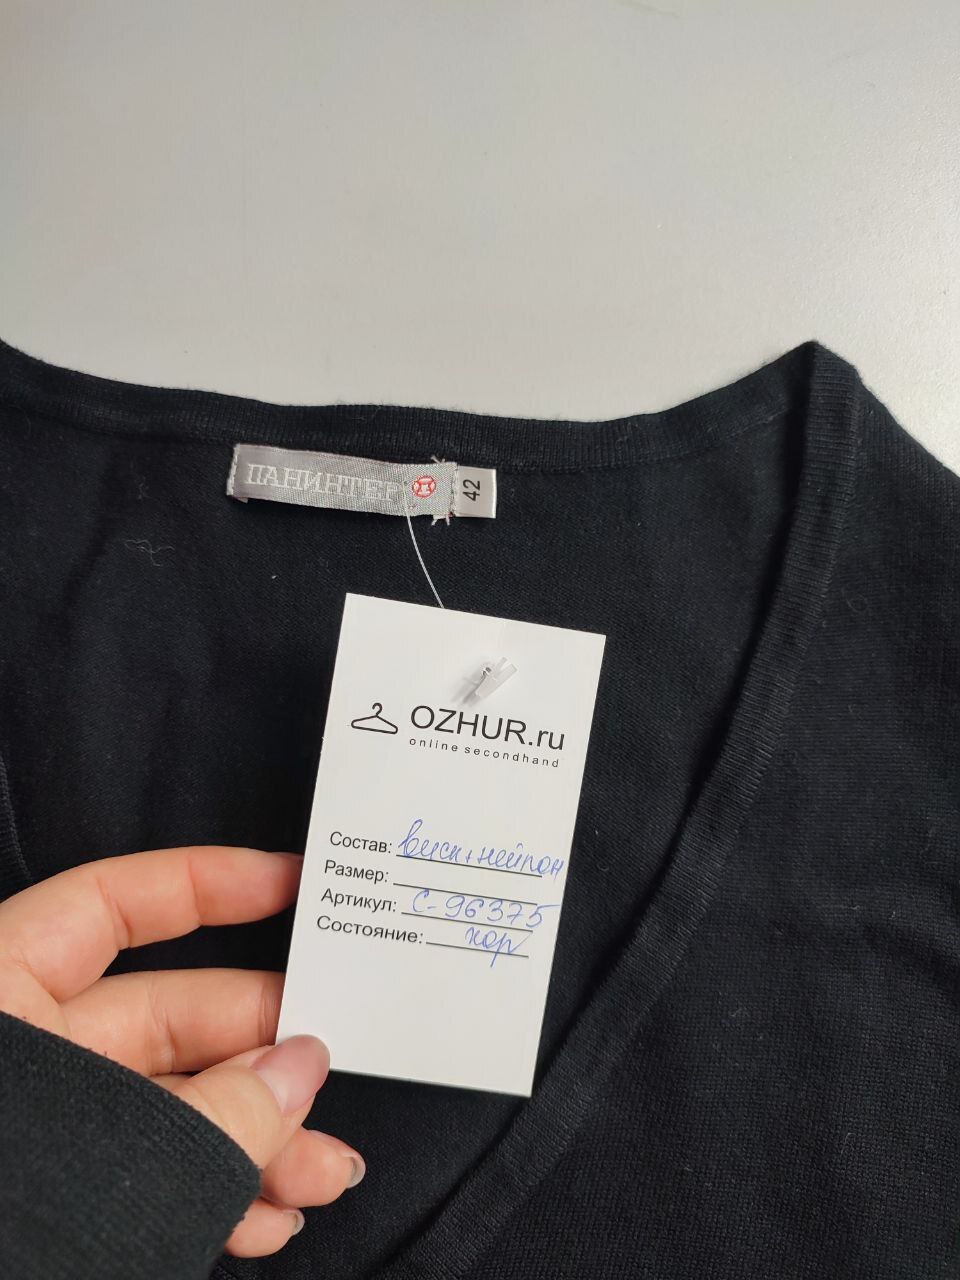 ПАНИНТЕР
42
OZHUR.ru
online secondhand
Состав: виск+нейлон
Размер:
Артикул: С-96375
Состояние: хор